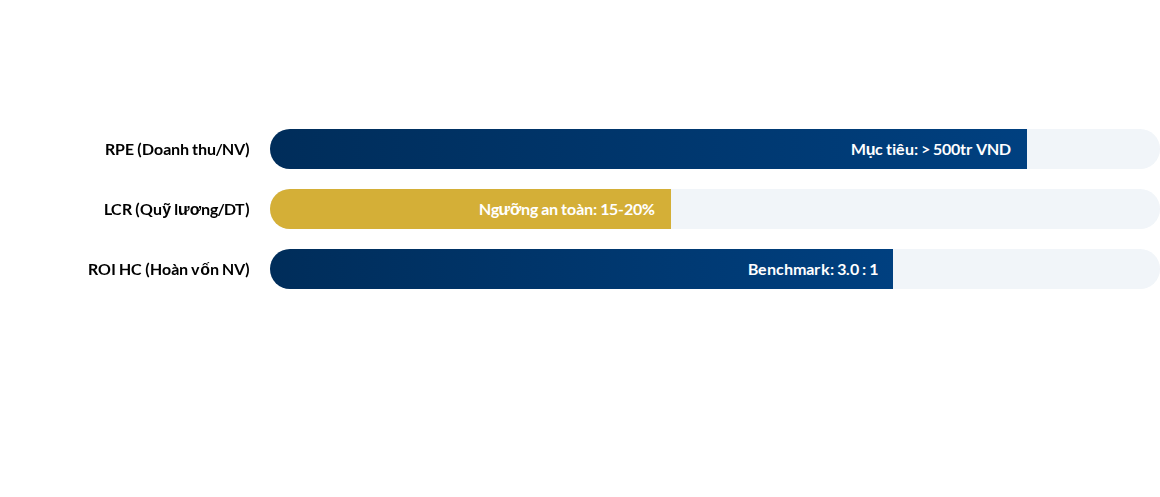 RPE (Doanh thu/NV) Mục tiêu: > 500tr VND
LCR (Quỹ lương/DT) Ngưỡng an toàn: 15-20%
ROI HC (Hoàn vốn NV) Benchmark: 3.0 : 1